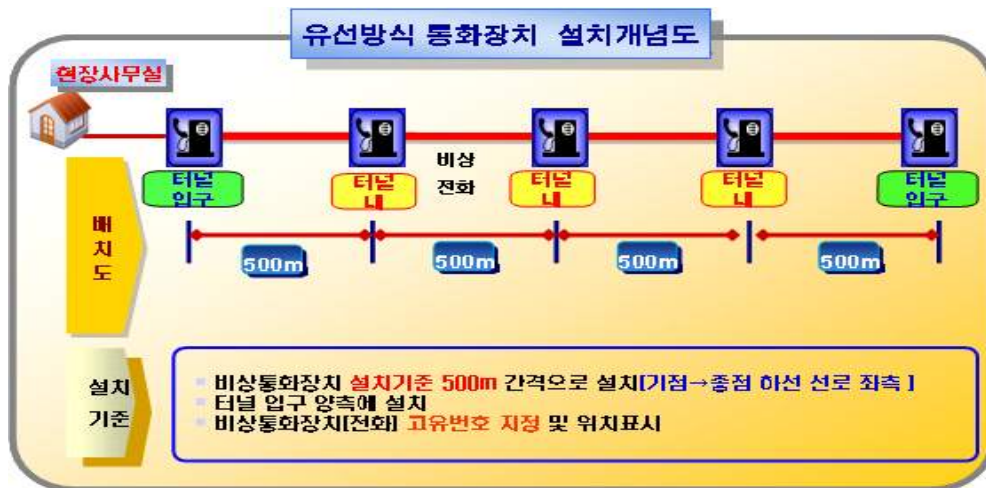 유선방식 통화장치 설치개념도
현장사무실
비상
전화
터널
입구
터널
내
터널
내
터널
내
터널
입구
배
치
도
500m
500m
500m
500m
설치
기준
비상통화장치 설치기준 500m 간격으로 설치[기점→종점 하선 선로 좌측 ]
터널 입구 양측에 설치
비상통화장치[전화] 고유번호 지정 및 위치표시